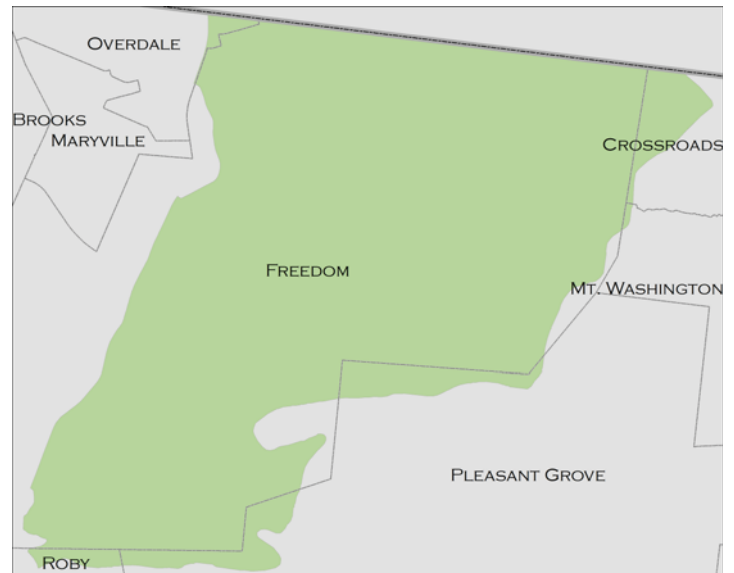 OVERDALE
BROOKS
MARYVILLE
CROSSROADS
FREEDOM
MT. WASHINGTON
PLEASANT GROVE
ROBY